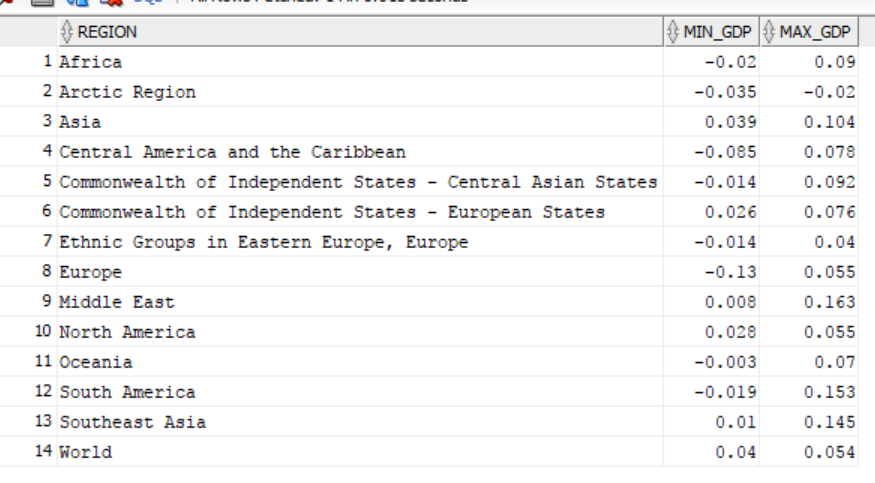 REGION MIN_GDP MAX_GDP
1 Africa -0.02 0.09
2 Arctic Region -0.035 -0.02
3 Asia 0.039 0.104
4 Central America and the Caribbean -0.085 0.078
5 Commonwealth of Independent States - Central Asian States -0.014 0.092
6 Commonwealth of Independent States - European States 0.026 0.076
7 Ethnic Groups in Eastern Europe, Europe -0.014 0.04
8 Europe -0.13 0.055
9 Middle East 0.008 0.163
10 North America 0.028 0.055
11 Oceania -0.003 0.07
12 South America -0.019 0.153
13 Southeast Asia 0.01 0.145
14 World 0.04 0.054